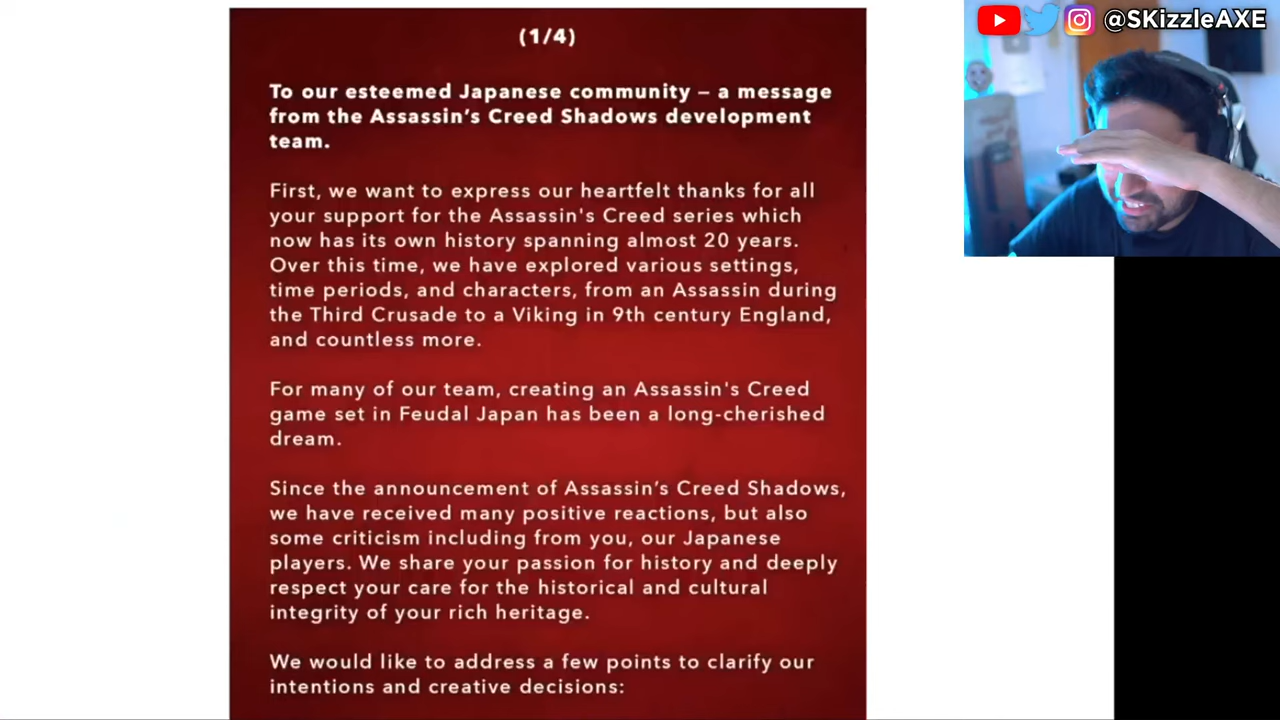 @SKizzleAXE
(1/4)
To our esteemed Japanese community – a message
from the Assassin’s Creed Shadows development
team.
First, we want to express our heartfelt thanks for all
your support for the Assassin's Creed series which
now has its own history spanning almost 20 years.
Over this time, we have explored various settings,
time periods, and characters, from an Assassin during
the Third Crusade to a Viking in 9th century England,
and countless more.
For many of our team, creating an Assassin's Creed
game set in Feudal Japan has been a long-cherished
dream.
Since the announcement of Assassin’s Creed Shadows,
we have received many positive reactions, but also
some criticism including from you, our Japanese
players. We share your passion for history and deeply
respect your care for the historical and cultural
integrity of your rich heritage.
We would like to address a few points to clarify our
intentions and creative decisions: